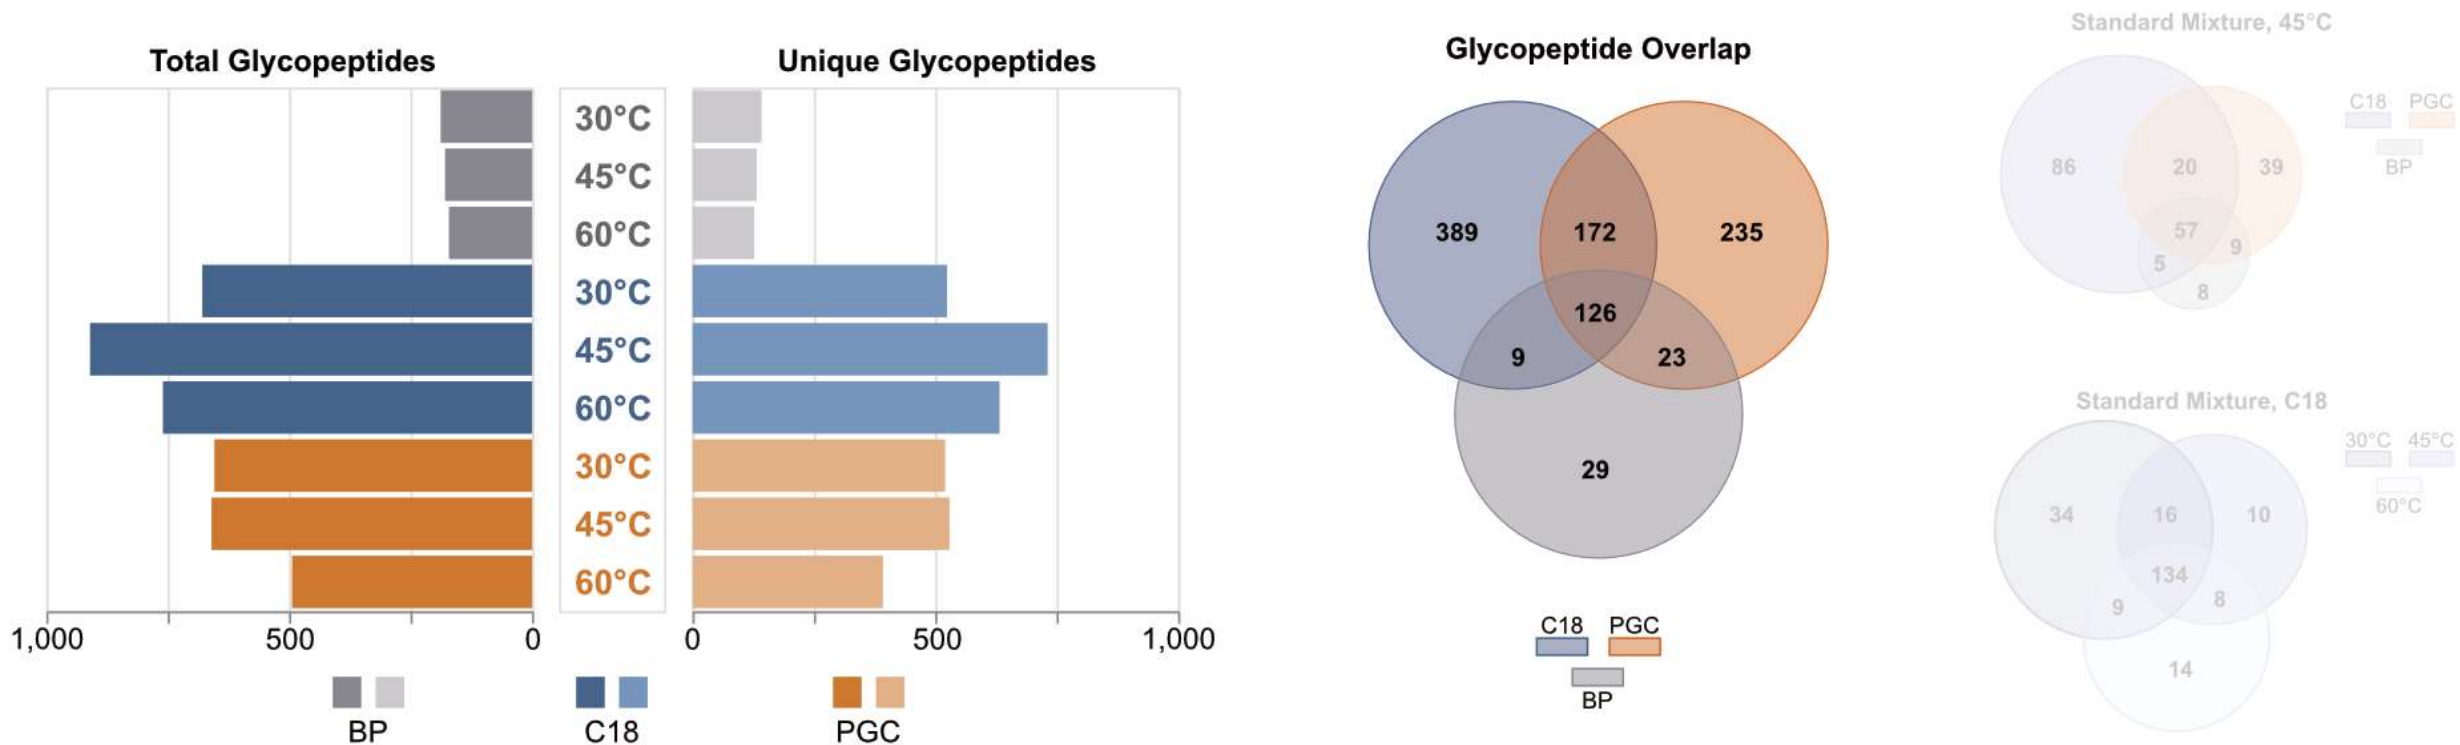 Total Glycopeptides
Unique Glycopeptides
30°C
45°C
60°C
30°C
45°C
60°C
30°C
45°C
60°C
1,000 500 0
0 500 1,000
BP C18 PGC
Glycopeptide Overlap
389 172 235
126
9 23
29
C18 PGC
BP
Standard Mixture, 45°C
C18 PGC
BP
86 20 39
57
9
5
8
Standard Mixture, C18
30°C 45°C
60°C
34 16 10
134
9 8
14